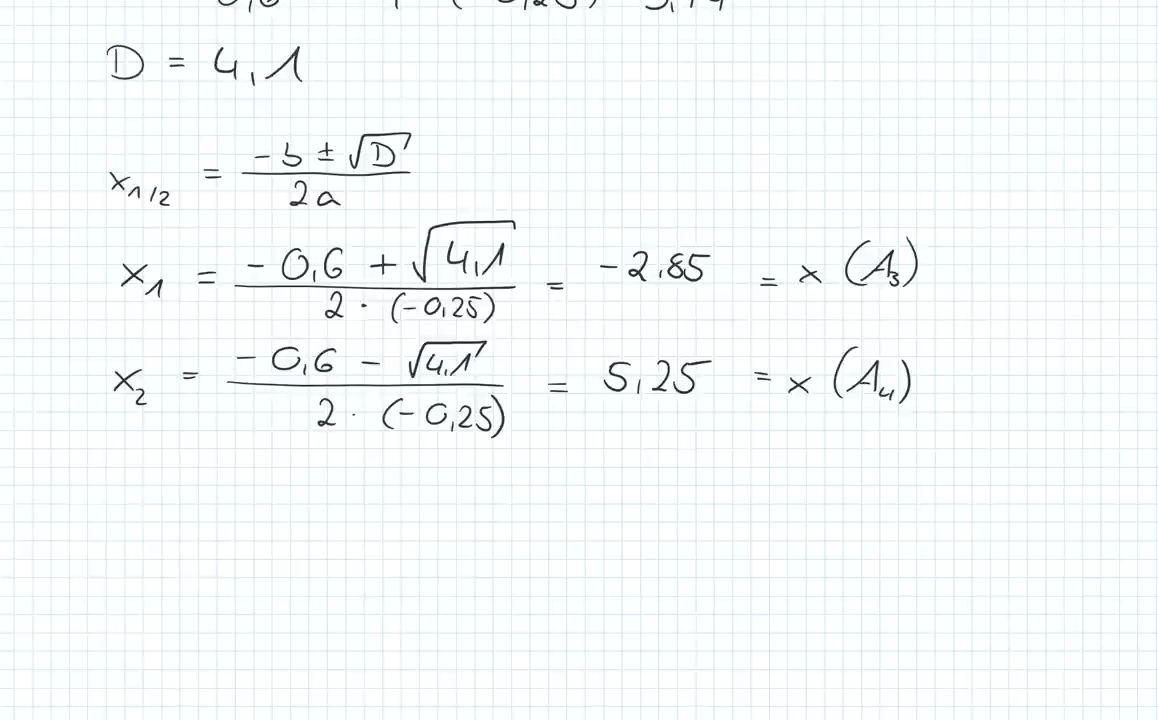 D = 4,1
x1/2 = (-b ± √D) / 2a
x1 = (-0,6 + √4,1) / (2 · (-0,25)) = -2.85 = x (A3)
x2 = (-0,6 - √4,1) / (2 · (-0,25)) = 5,25 = x (A4)